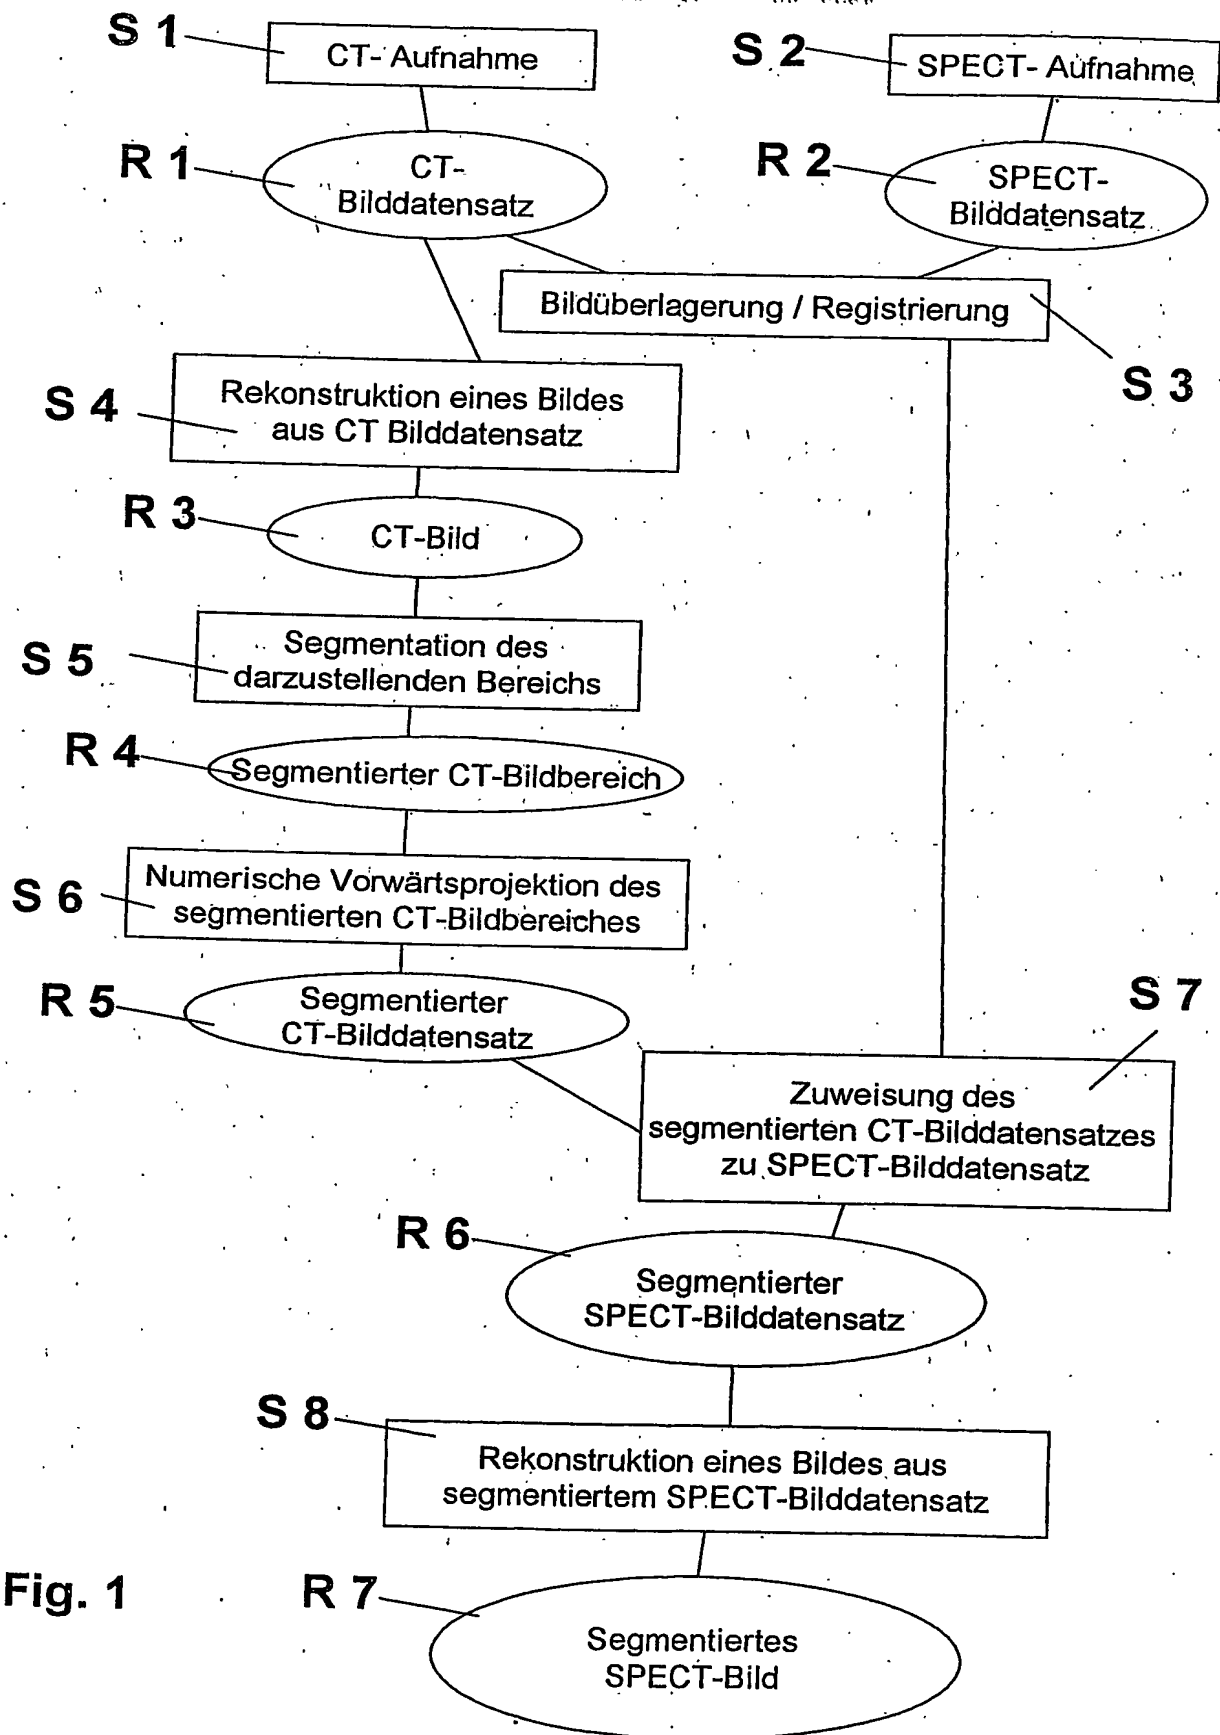 S 1
CT- Aufnahme
S 2
SPECT- Aufnahme
R 1
CT-
Bilddatensatz
R 2
SPECT-
Bilddatensatz
Bildüberlagerung / Registrierung
S 3
S 4
Rekonstruktion eines Bildes
aus CT Bilddatensatz
R 3
CT-Bild
S 5
Segmentation des
darzustellenden Bereichs
R 4
Segmentierter CT-Bildbereich
S 6
Numerische Vorwärtsprojektion des
segmentierten CT-Bildbereiches
R 5
Segmentierter
CT-Bilddatensatz
S 7
Zuweisung des
segmentierten CT-Bilddatensatzes
zu SPECT-Bilddatensatz
R 6
Segmentierter
SPECT-Bilddatensatz
S 8
Rekonstruktion eines Bildes aus
segmentiertem SPECT-Bilddatensatz
Fig. 1
R 7
Segmentiertes
SPECT-Bild